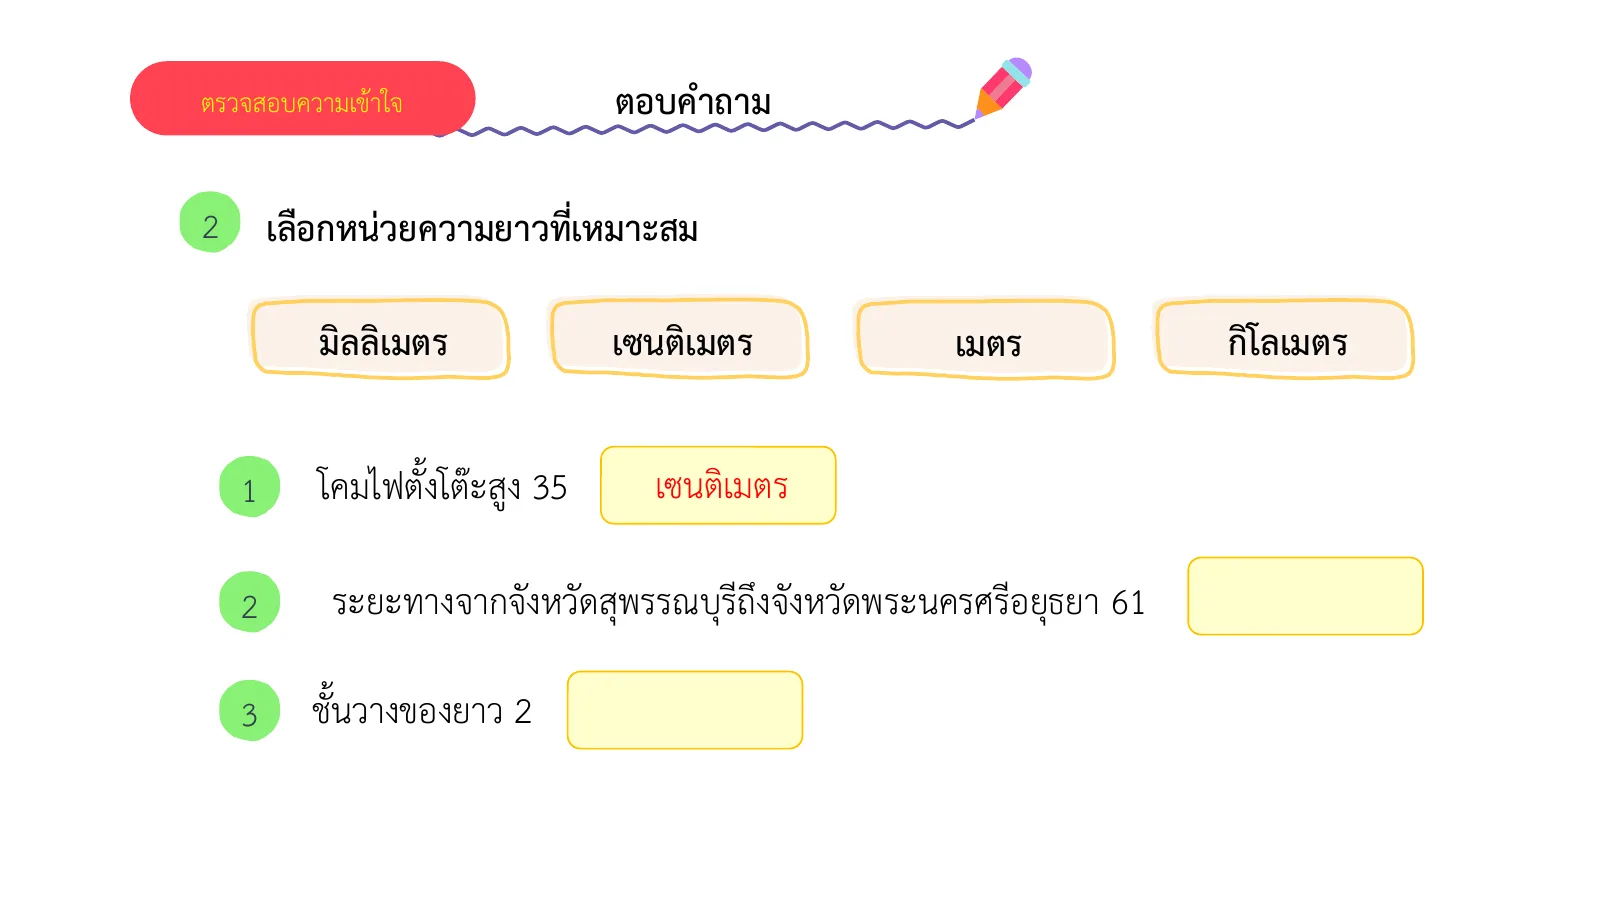 ตรวจสอบความเข้าใจ
ตอบคำถาม
2 เลือกหน่วยความยาวที่เหมาะสม
มิลลิเมตร เซนติเมตร เมตร กิโลเมตร
1 โคมไฟตั้งโต๊ะสูง 35 เซนติเมตร
2 ระยะทางจากจังหวัดสุพรรณบุรีถึงจังหวัดพระนครศรีอยุธยา 61
3 ชั้นวางของยาว 2